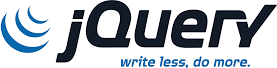 jQuery
write less, do more.